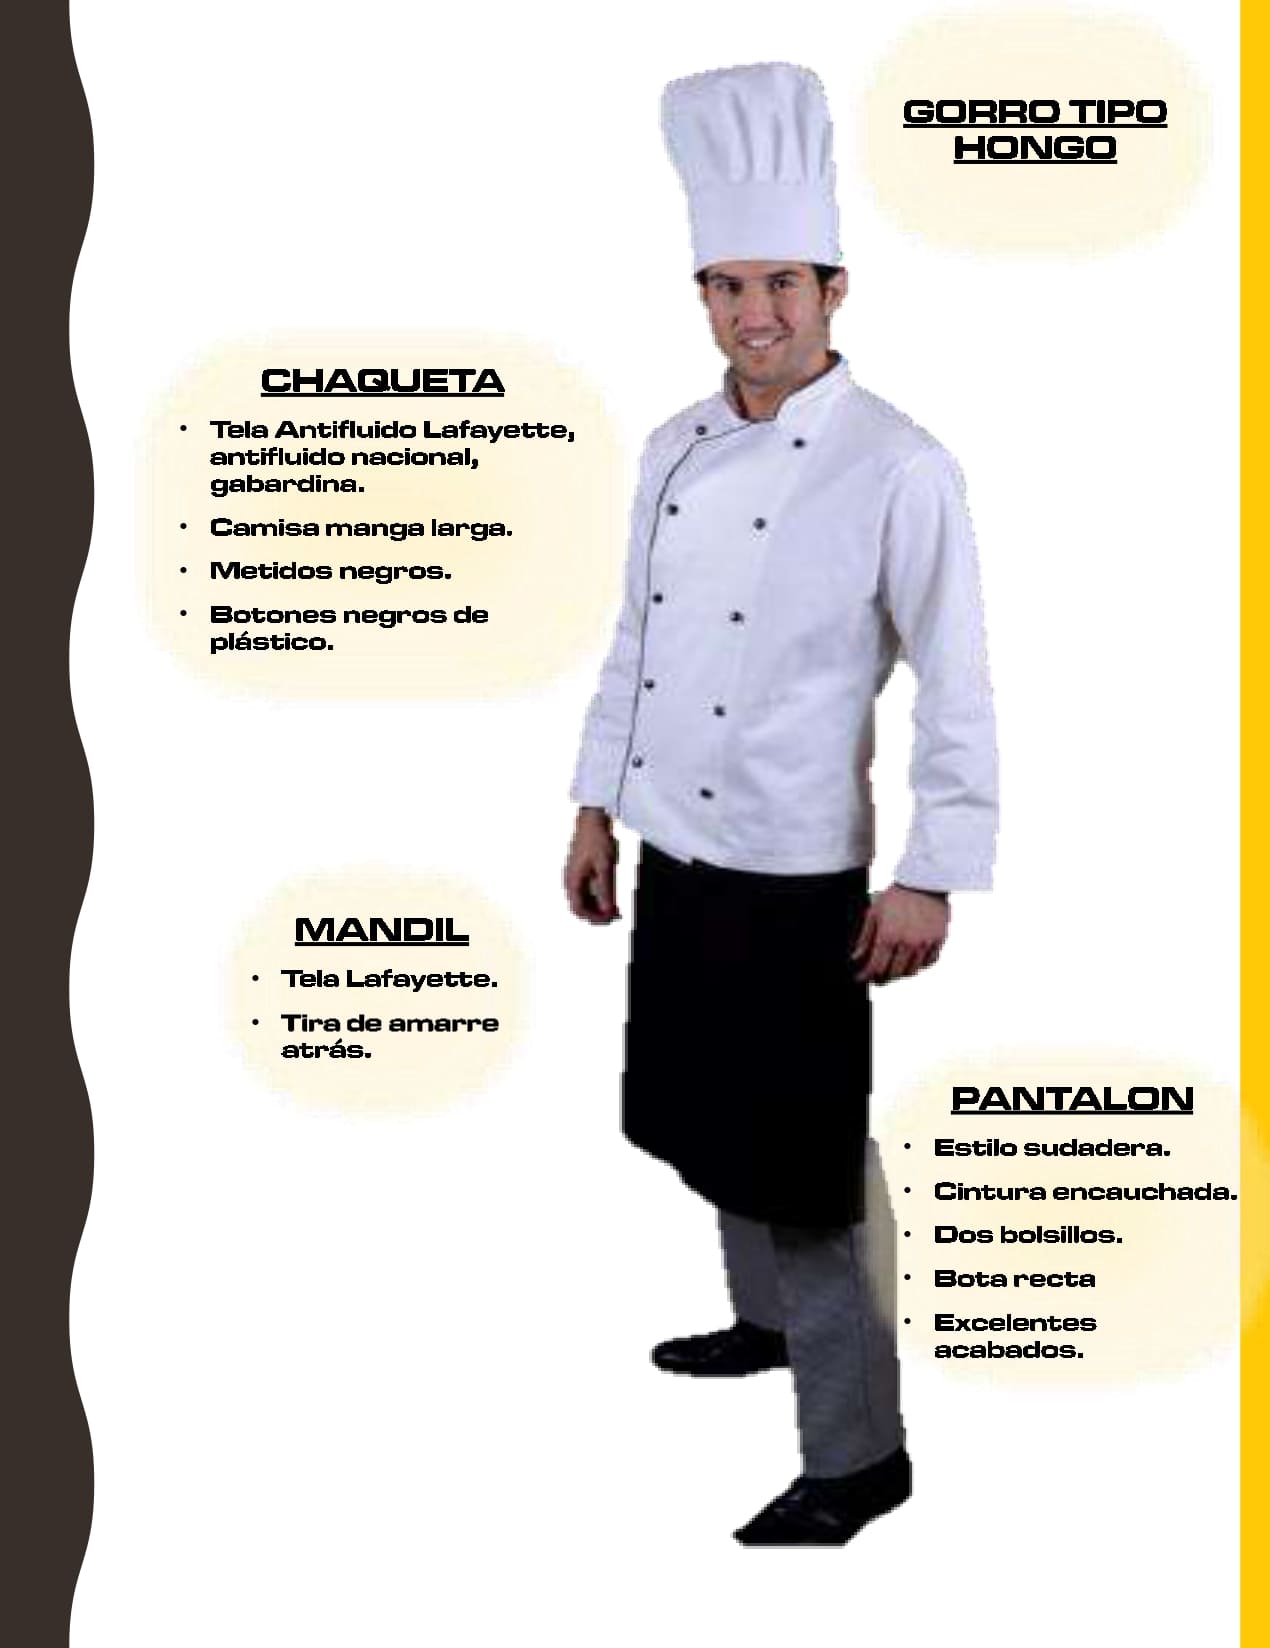 GORRO TIPO
HONGO
CHAQUETA
• Tela Antifluido Lafayette,
antifluido nacional,
gabardina.
• Camisa manga larga.
• Metidos negros.
• Botones negros de
plástico.
MANDIL
• Tela Lafayette.
• Tira de amarre
atrás.
PANTALON
• Estilo sudadera.
• Cintura encauchada.
• Dos bolsillos.
• Bota recta
• Excelentes
acabados.